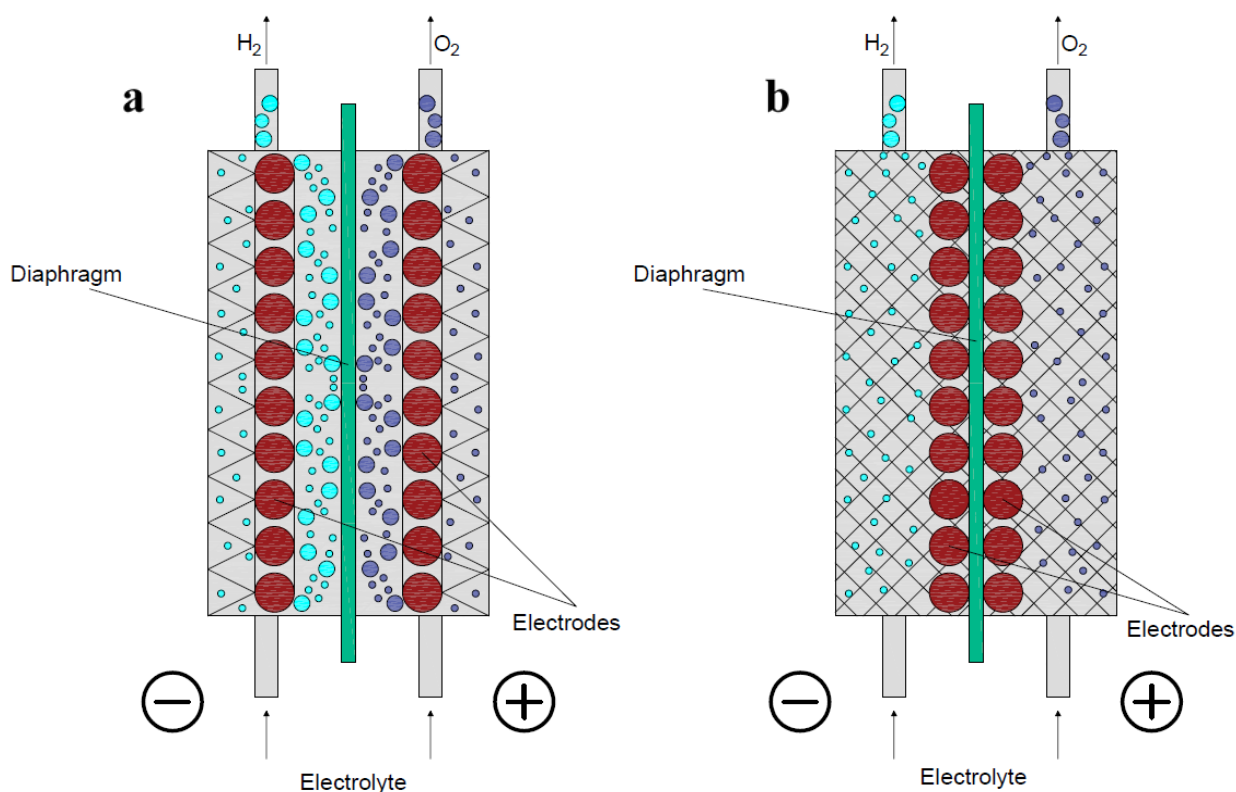 H2
O2
a
Diaphragm
Electrodes
Electrolyte
H2
O2
b
Diaphragm
Electrodes
Electrolyte